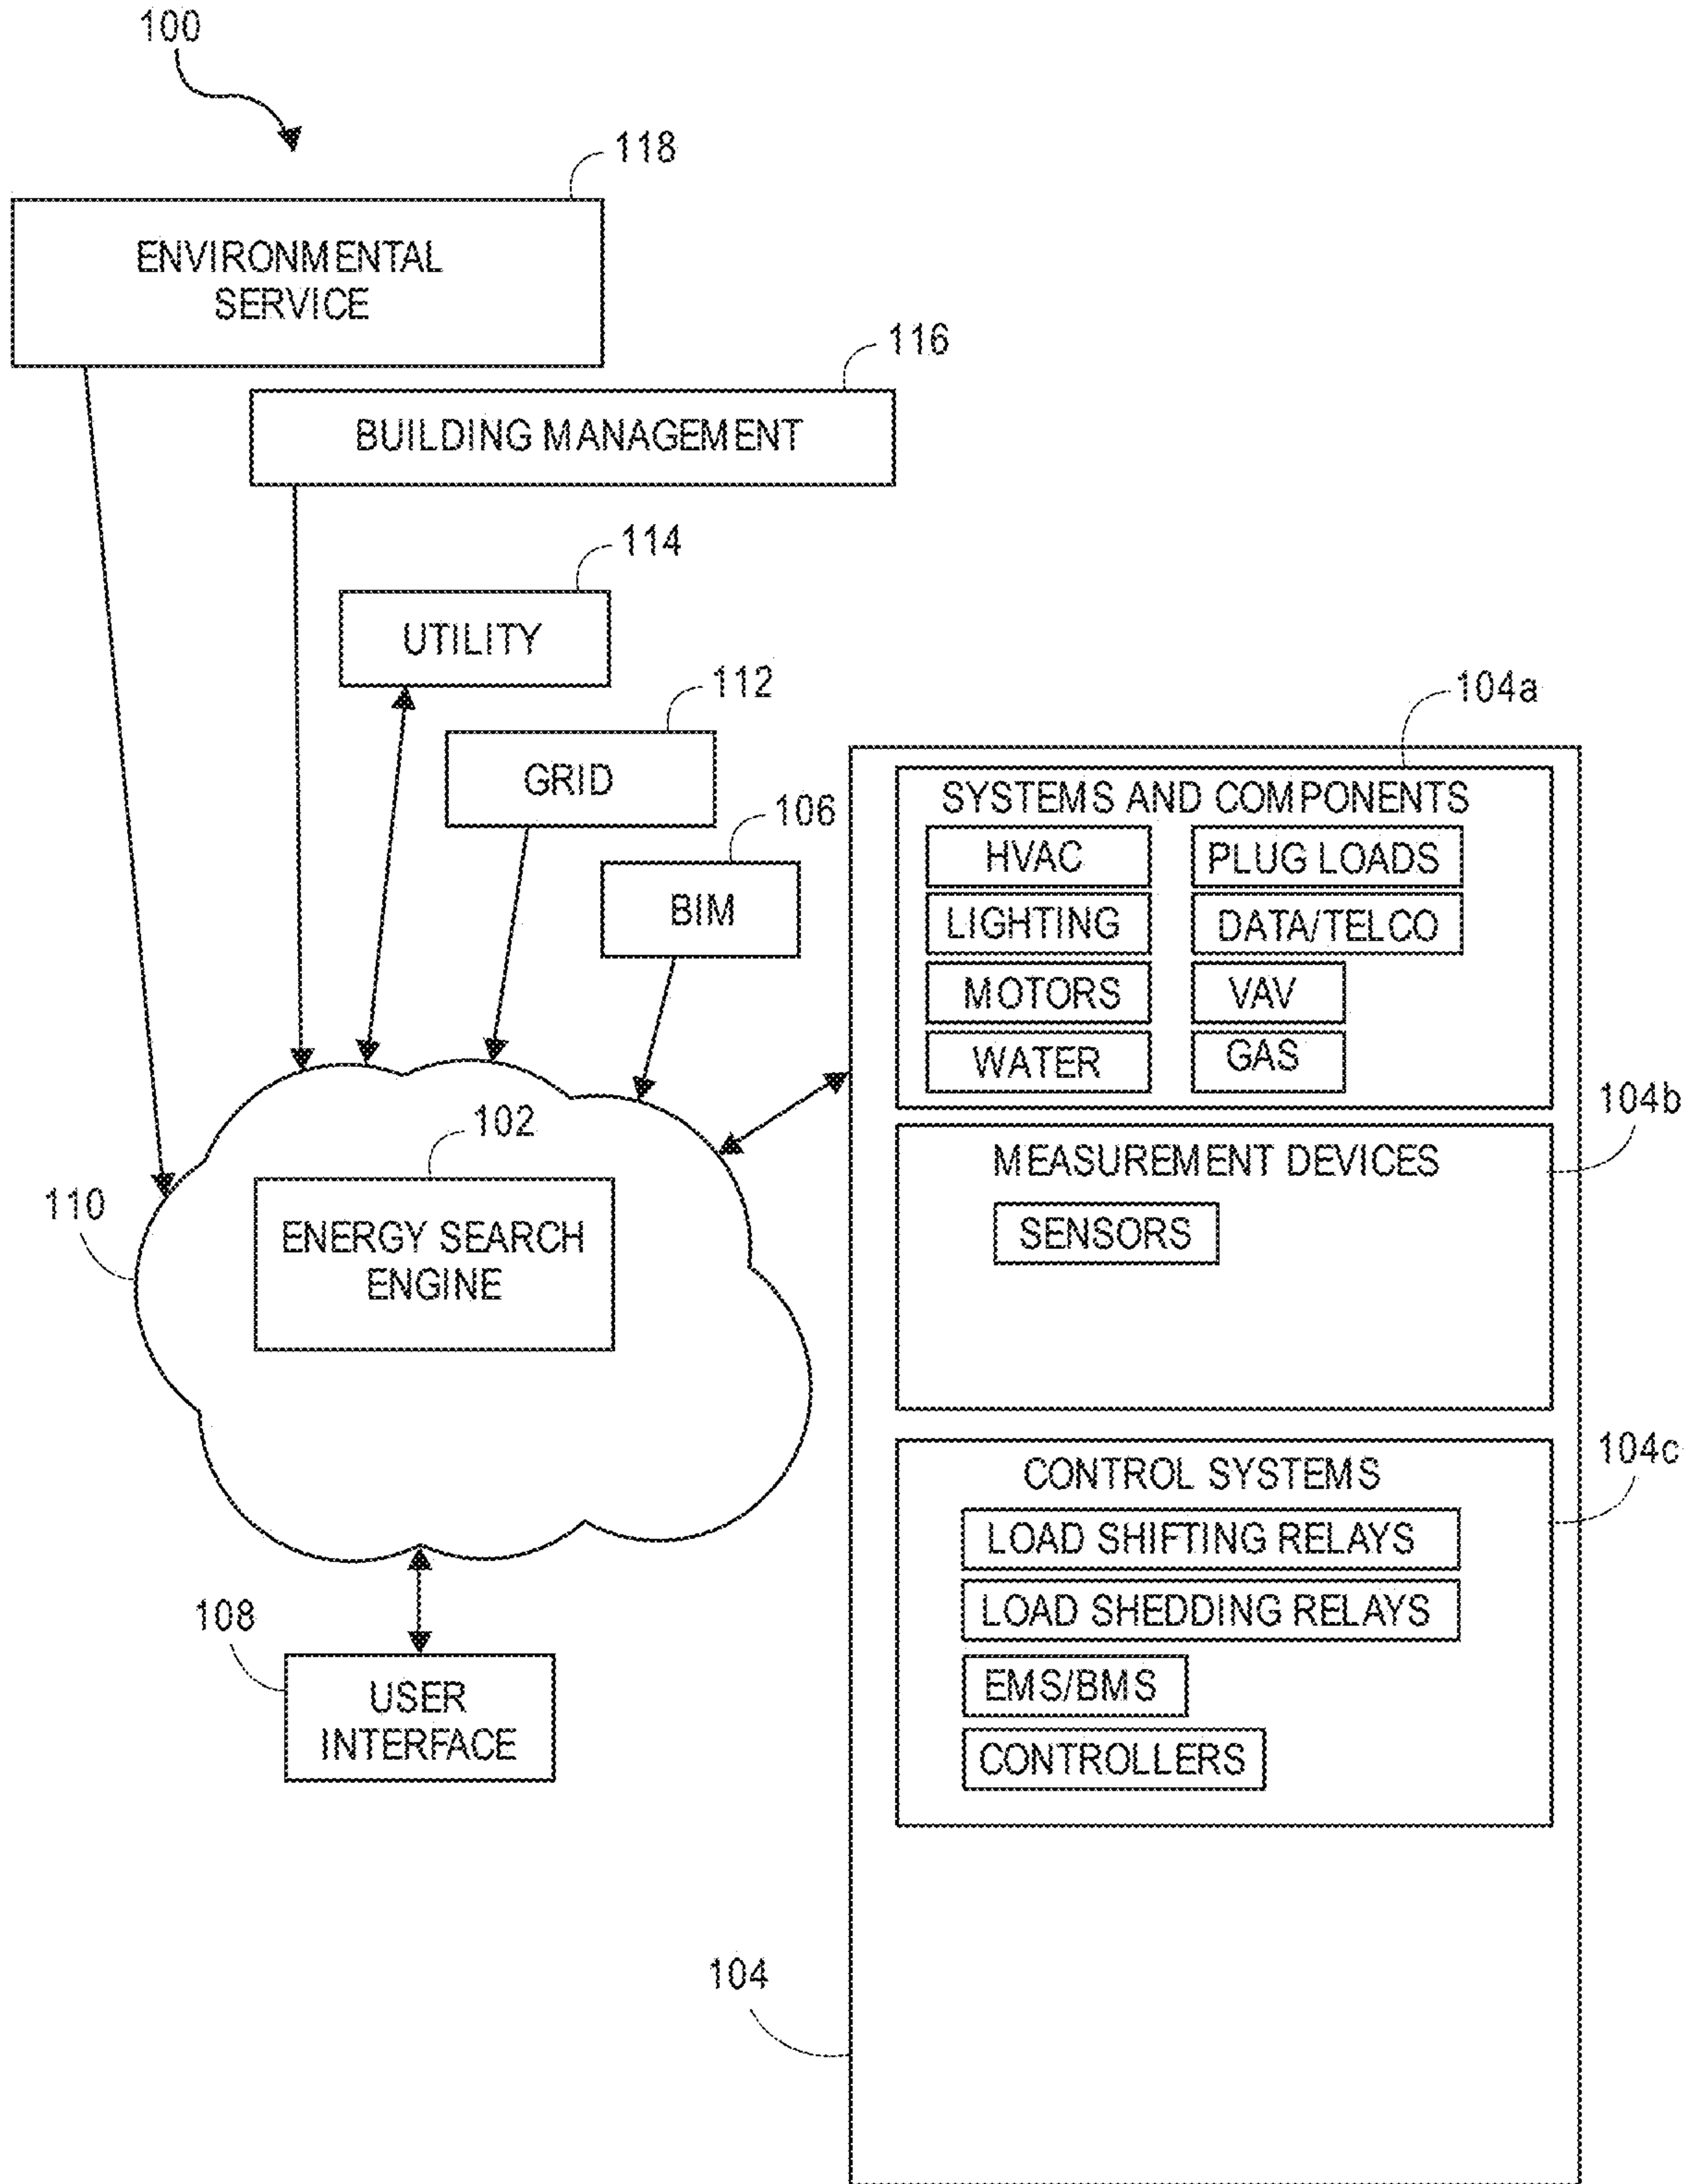 100
118
ENVIRONMENTAL
SERVICE
116
BUILDING MANAGEMENT
114
UTILITY
112
GRID
106
BIM
104a
SYSTEMS AND COMPONENTS
HVAC
PLUG LOADS
LIGHTING
DATA/TELCO
MOTORS
VAV
WATER
GAS
104b
MEASUREMENT DEVICES
SENSORS
102
ENERGY SEARCH
ENGINE
110
104c
CONTROL SYSTEMS
LOAD SHIFTING RELAYS
LOAD SHEDDING RELAYS
EMS/BMS
CONTROLLERS
108
USER
INTERFACE
104